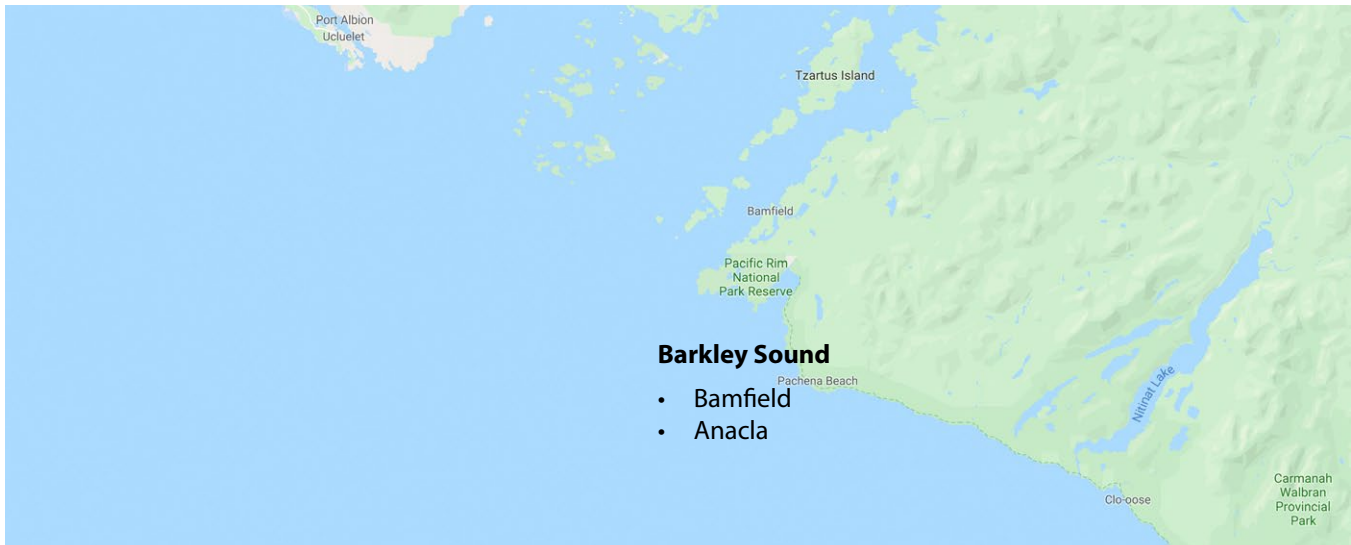 Port Albion
Ucluelet
Tzartus Island
Bamfield
Pacific Rim
National
Park Reserve
Barkley Sound
Pachena Beach
• Bamfield
• Anacla
Nitinat Lake
Carmanah
Walbran
Provincial
Park
Clo-oose